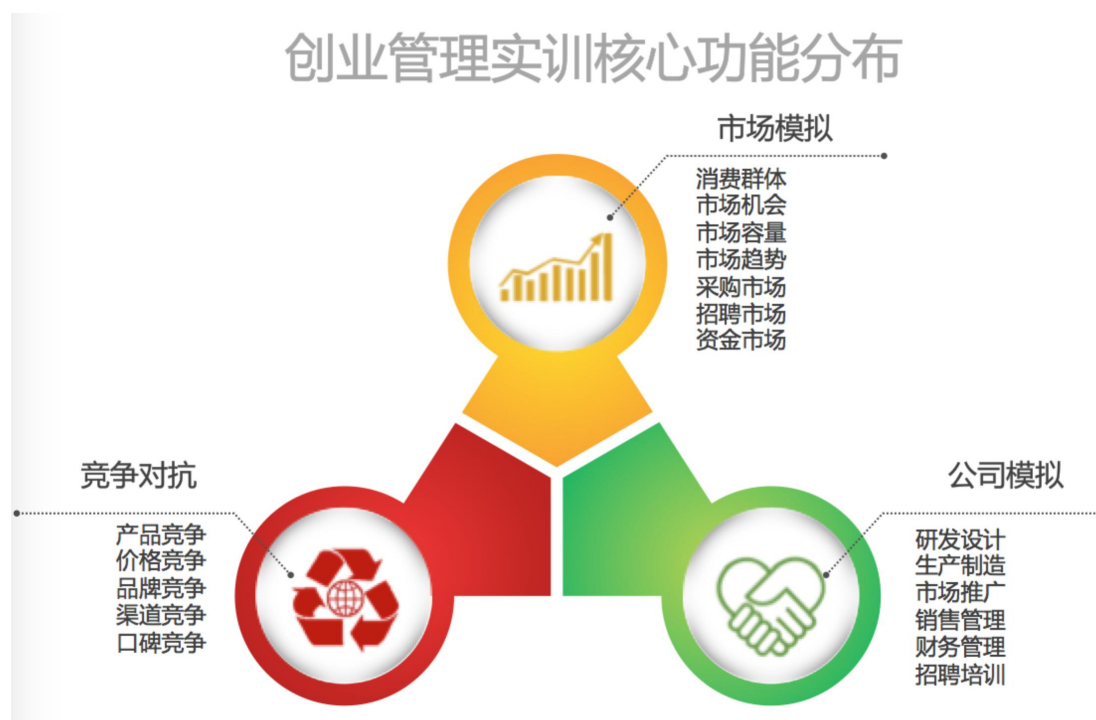 创业管理实训核心功能分布
市场模拟
消费群体
市场机会
市场容量
市场趋势
采购市场
招聘市场
资金市场
竞争对抗
产品竞争
价格竞争
品牌竞争
渠道竞争
口碑竞争
公司模拟
研发设计
生产制造
市场推广
销售管理
财务管理
招聘培训